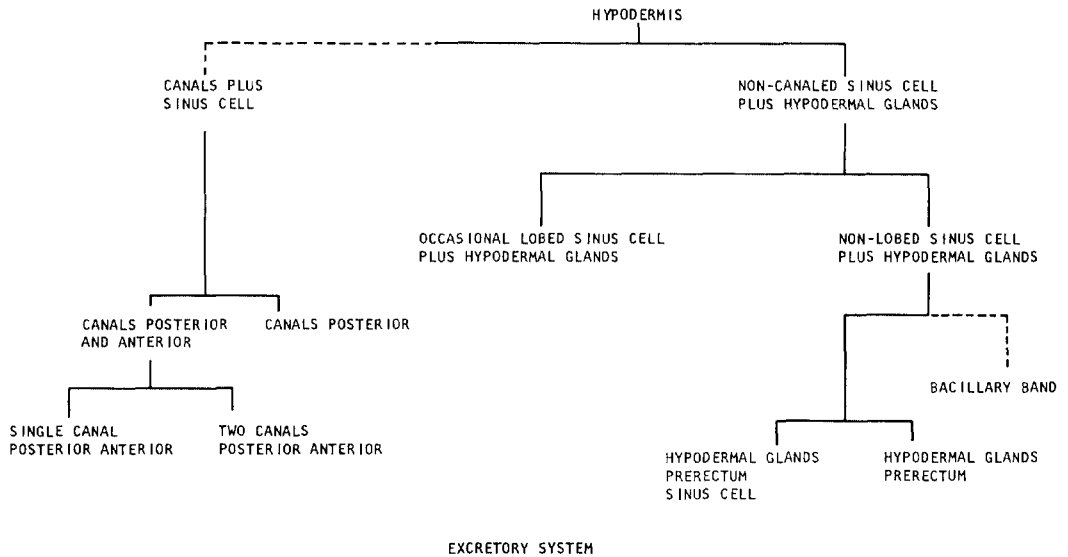 HYPODERMIS
CANALS PLUS
SINUS CELL
NON-CANALED SINUS CELL
PLUS HYPODERMAL GLANDS
OCCASIONAL LOBED SINUS CELL
PLUS HYPODERMAL GLANDS
NON-LOBED SINUS CELL
PLUS HYPODERMAL GLANDS
CANALS POSTERIOR
AND ANTERIOR
CANALS POSTERIOR
BACILLARY BAND
SINGLE CANAL
POSTERIOR ANTERIOR
TWO CANALS
POSTERIOR ANTERIOR
HYPODERMAL GLANDS
PRERECTUM
SINUS CELL
HYPODERMAL GLANDS
PRERECTUM
EXCRETORY SYSTEM